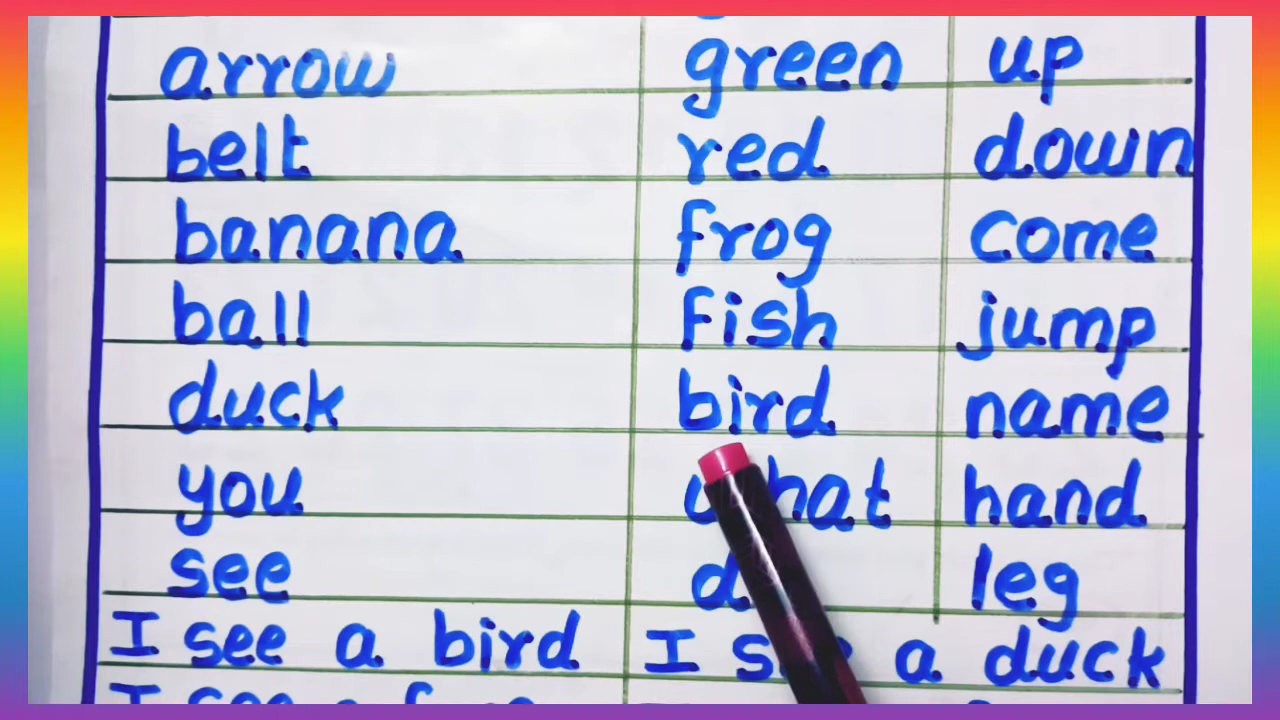 arrow green up
belt red down
banana frog come
ball fish jump
duck bird name
you hand
see leg
I see a bird I a duck
I see a